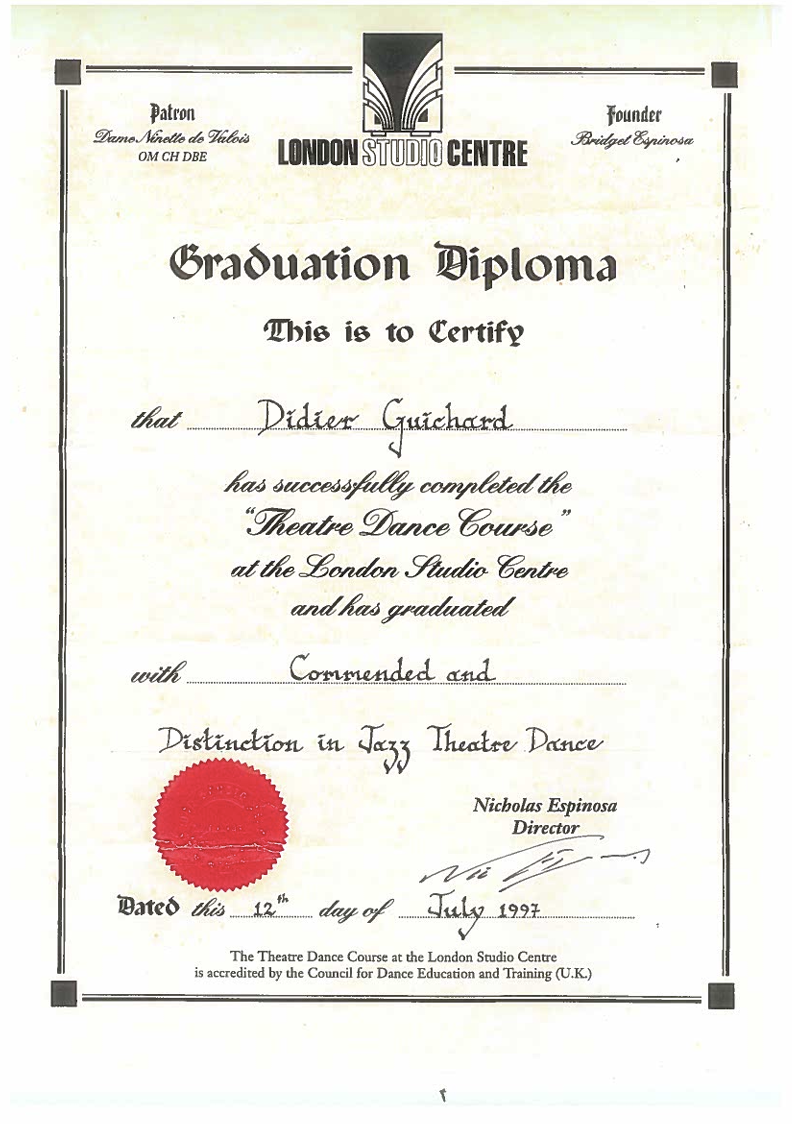 Patron
Dame Ninette de Valois
OM CH DBE
LONDON STUDIO CENTRE
Founder
Bridget Espinosa
Graduation Diploma
This is to Certify
that Didier Guichard
has successfully completed the
"Theatre Dance Course"
at the London Studio Centre
and has graduated
with Commended and
Distinction in Jazz Theatre Dance
Nicholas Espinosa
Director
Dated this 12th day of July 1997
The Theatre Dance Course at the London Studio Centre
is accredited by the Council for Dance Education and Training (U.K.)